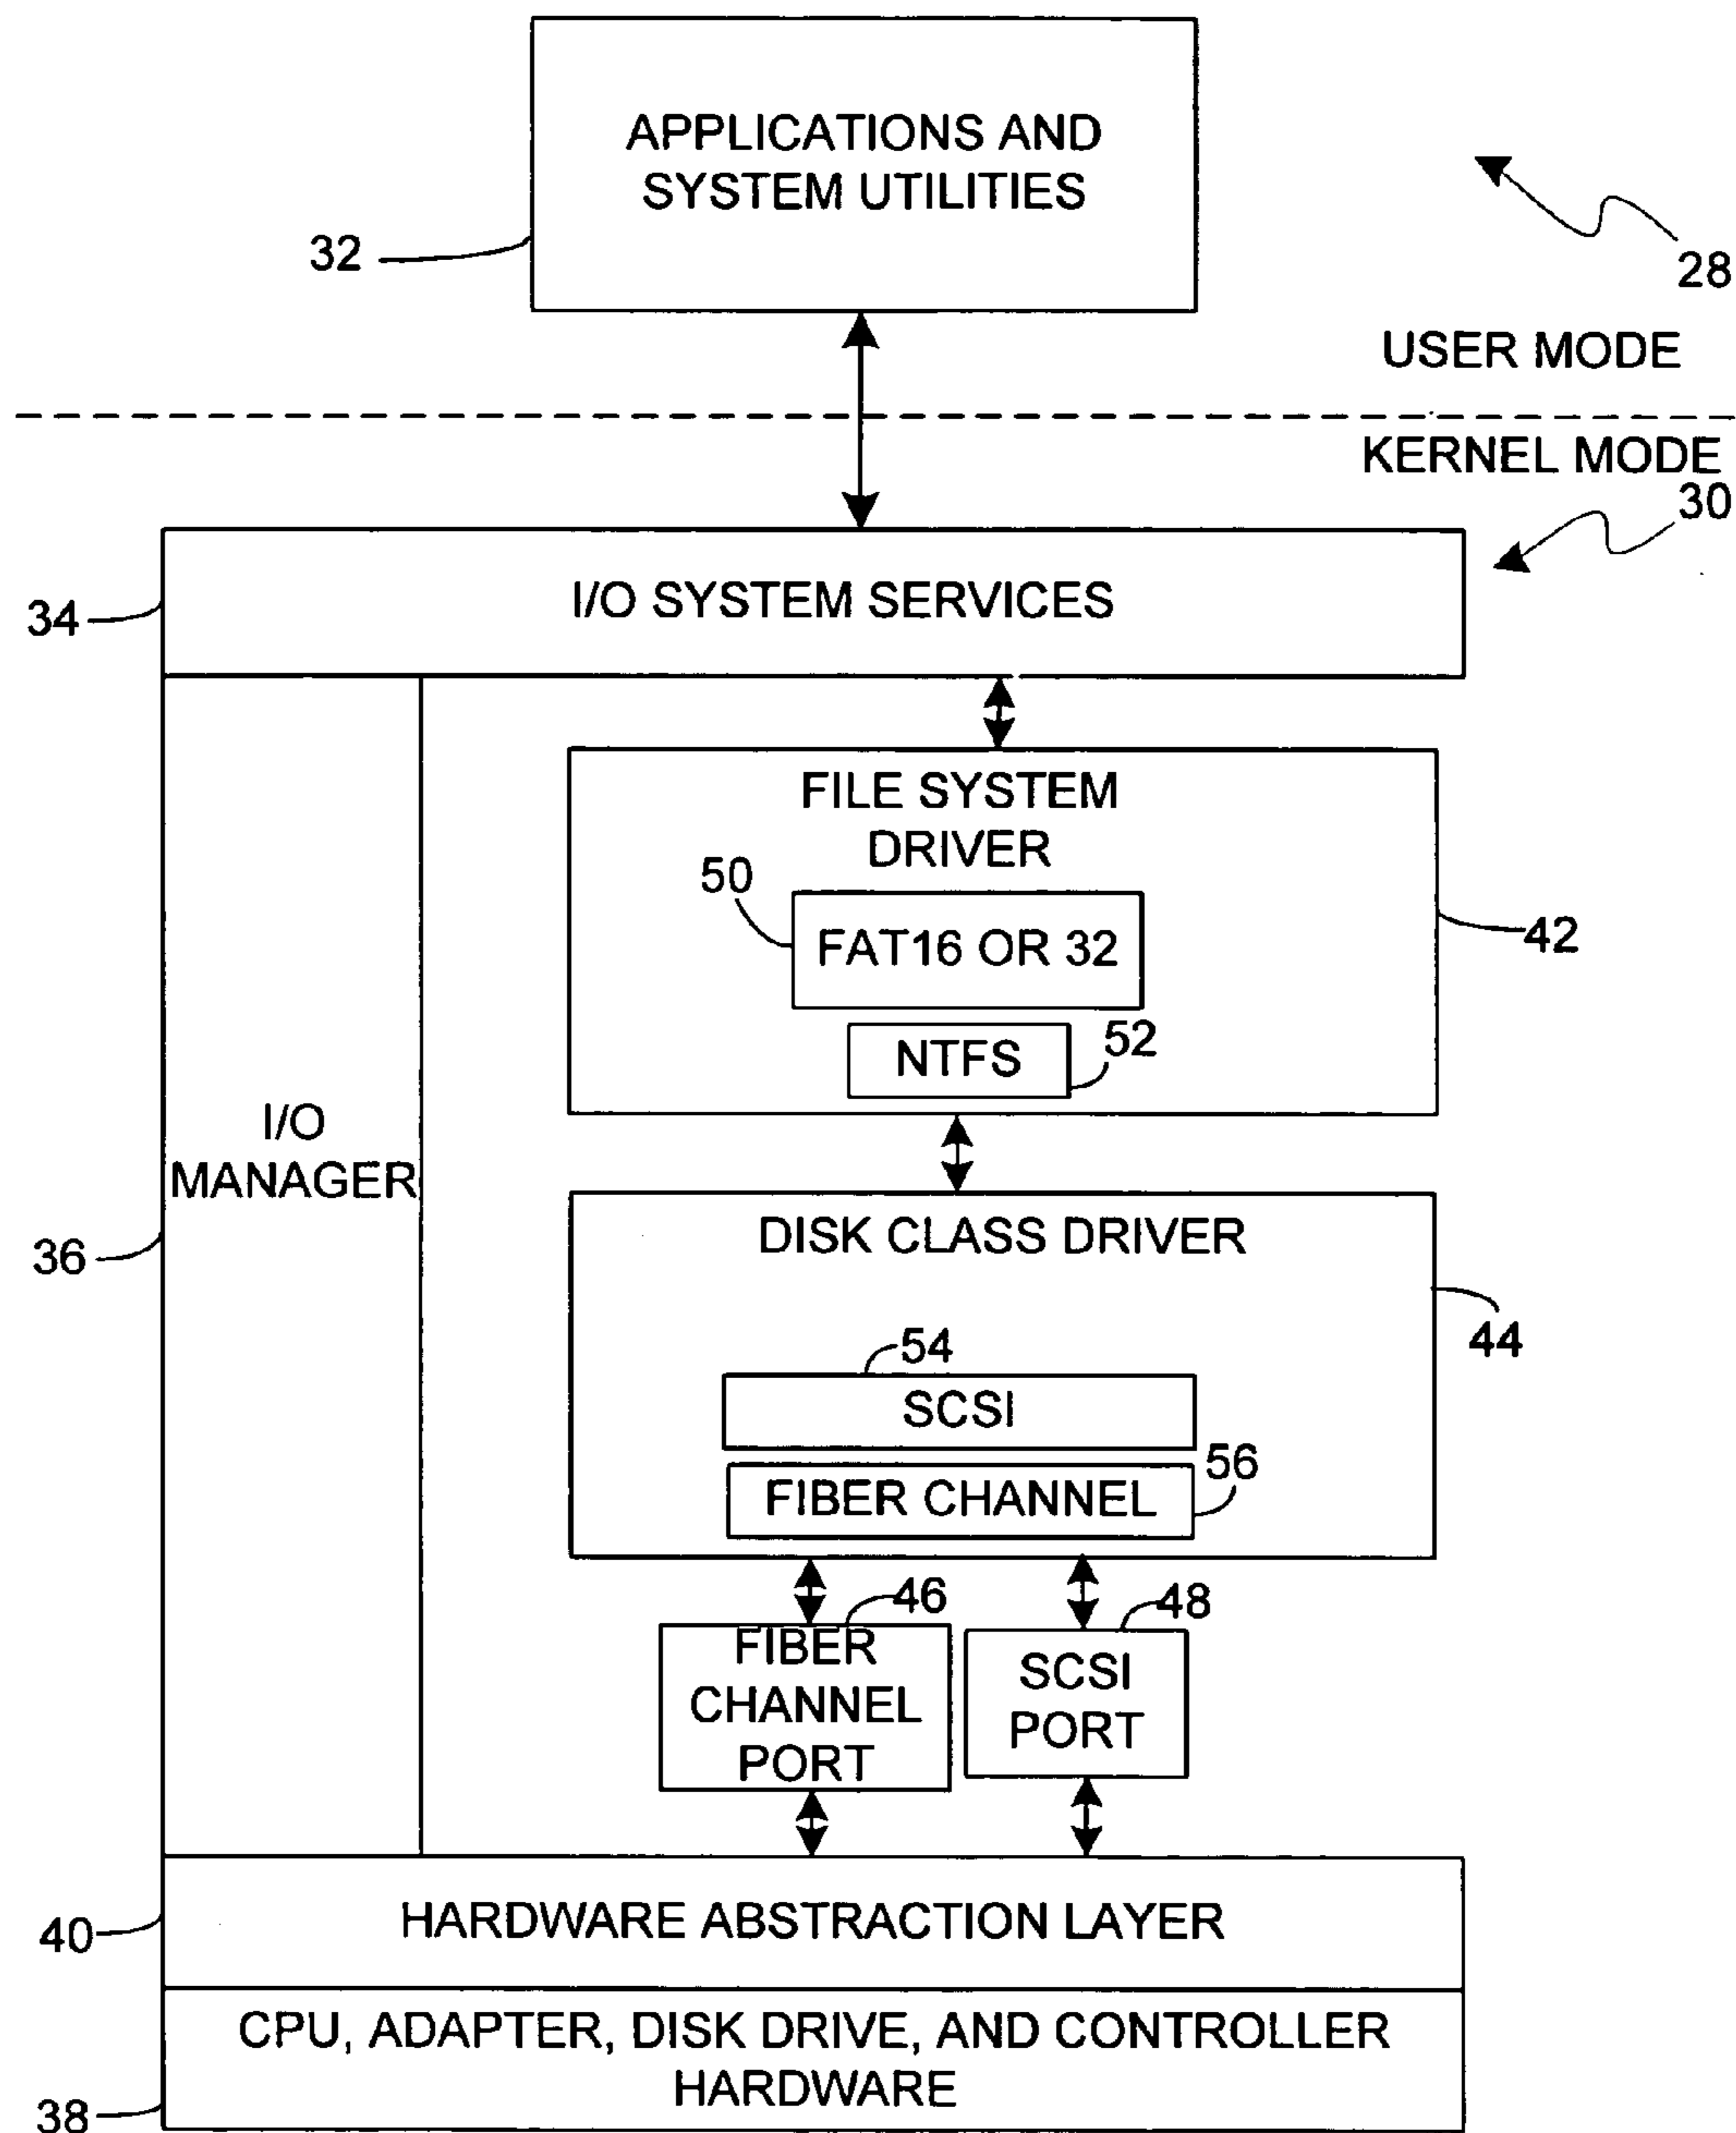 APPLICATIONS AND
SYSTEM UTILITIES
32
28
USER MODE
KERNEL MODE
30
I/O SYSTEM SERVICES
34
FILE SYSTEM
DRIVER
50
FAT16 OR 32
42
NTFS
52
I/O
MANAGER
36
DISK CLASS DRIVER
44
54
SCSI
56
FIBER CHANNEL
46
48
FIBER
CHANNEL
PORT
SCSI
PORT
HARDWARE ABSTRACTION LAYER
40
CPU, ADAPTER, DISK DRIVE, AND CONTROLLER
HARDWARE
38